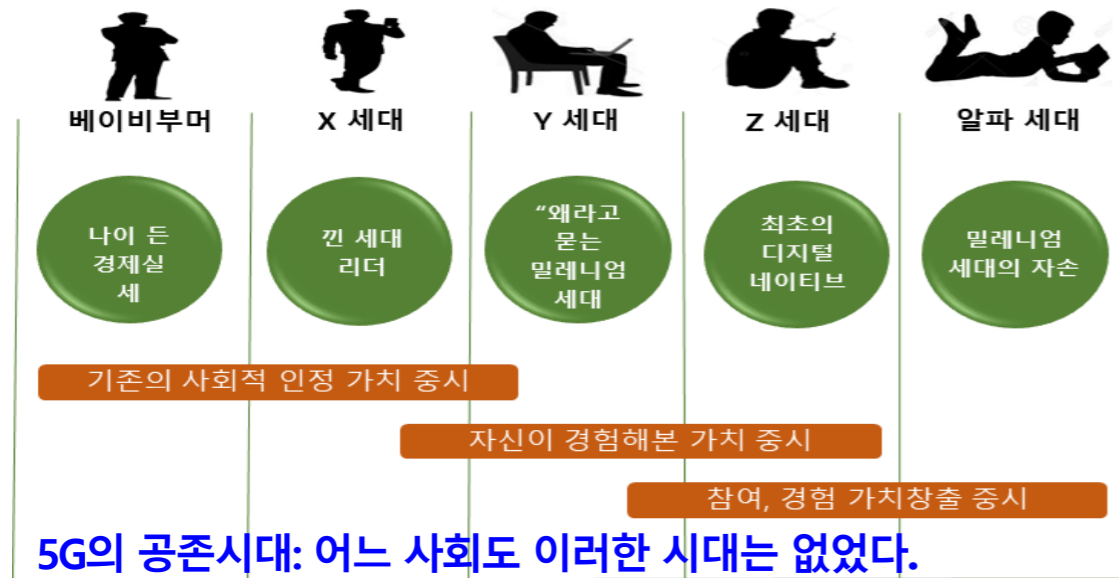 베이비부머
X 세대
Y 세대
Z 세대
알파 세대
나이 든
경제실
세
낀 세대
리더
“왜라고
묻는
밀레니엄
세대
최초의
디지털
네이티브
밀레니엄
세대의 자손
기존의 사회적 인정 가치 중시
자신이 경험해본 가치 중시
참여, 경험 가치창출 중시
5G의 공존시대: 어느 사회도 이러한 시대는 없었다.